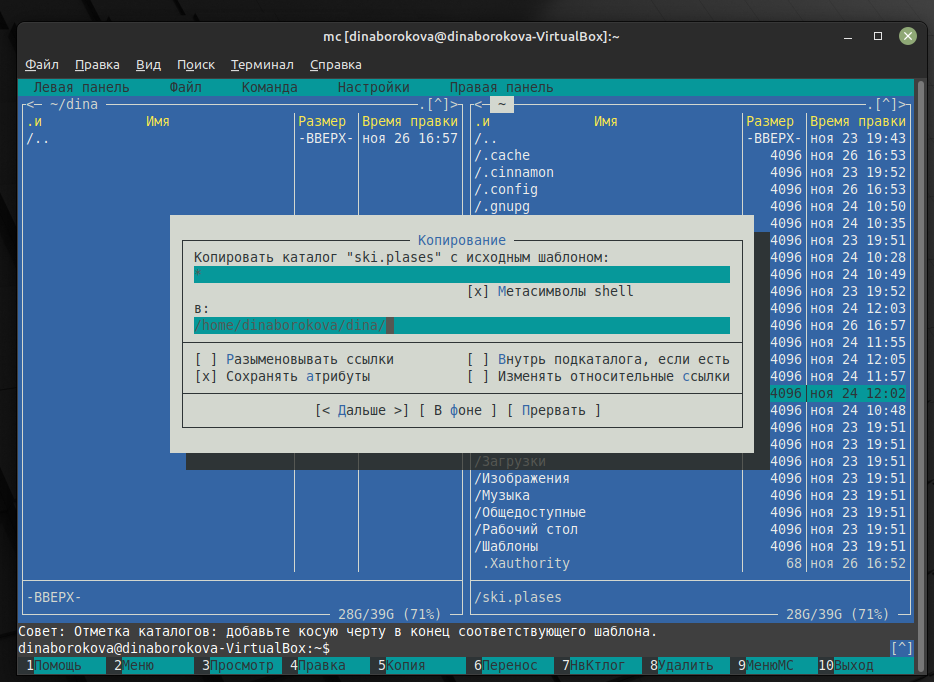 mc [dinaborokova@dinaborokova-VirtualBox]:~
Файл Правка Вид Поиск Терминал Справка
Левая панель Файл Команда Настройки Правая панель
<─ ~/dina .[^]> <─ ~ .[^]>
.и Имя Размер Время правки .и Имя Размер Время правки
/.. -ВВЕРХ- ноя 26 16:57 /.. -ВВЕРХ- ноя 23 19:43
/.cache 4096 ноя 26 16:53
/.cinnamon 4096 ноя 23 19:52
/.config 4096 ноя 26 16:53
/.gnupg 4096 ноя 24 10:50
4096 ноя 24 10:35
Копирование 4096 ноя 23 19:51
Копировать каталог "ski.plases" с исходным шаблоном: 4096 ноя 24 10:28
* 4096 ноя 24 10:49
[x] Метасимволы shell 4096 ноя 23 19:52
в: 4096 ноя 24 12:03
/home/dinaborokova/dina/ 4096 ноя 26 16:57
4096 ноя 24 11:55
[ ] Разыменовывать ссылки [ ] Внутрь подкаталога, если есть 4096 ноя 24 12:05
[x] Сохранять атрибуты [ ] Изменять относительные ссылки 4096 ноя 24 11:57
4096 ноя 24 12:02
[< Дальше >] [ В фоне ] [ Прервать ] 4096 ноя 24 10:48
4096 ноя 23 19:51
4096 ноя 23 19:51
/Загрузки 4096 ноя 23 19:51
/Изображения 4096 ноя 23 19:51
/Музыка 4096 ноя 23 19:51
/Общедоступные 4096 ноя 23 19:51
/Рабочий стол 4096 ноя 23 19:51
/Шаблоны 4096 ноя 23 19:51
.Xauthority 68 ноя 26 16:52
-ВВЕРХ- /ski.plases
28G/39G (71%) 28G/39G (71%)
Совет: Отметка каталогов: добавьте косую черту в конец соответствующего шаблона.
dinaborokova@dinaborokova-VirtualBox:~$ [^]
1Помощь 2Меню 3Просмотр 4Правка 5Копия 6Перенос 7НвКтлог 8Удалить 9МенюМС 10Выход